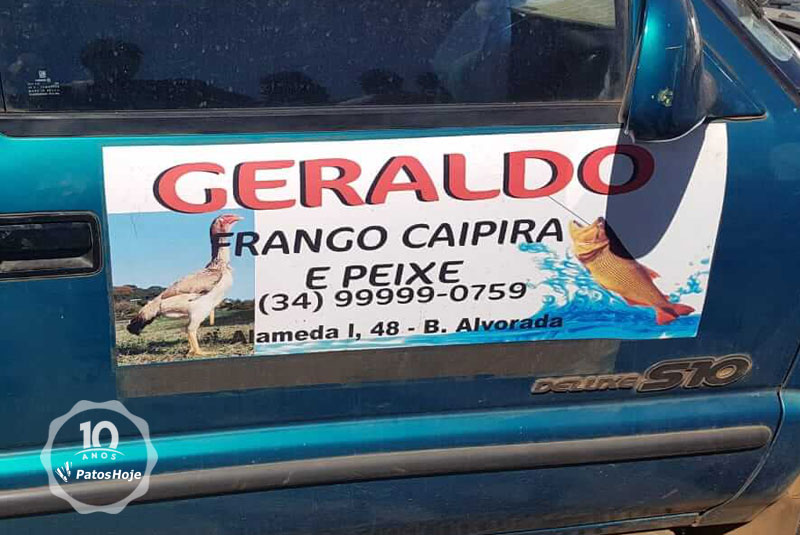 GERALDO
FRANGO CAIPIRA
E PEIXE
(34) 99999-0759
Alameda I, 48 - B. Alvorada
DELUXE S10
10
ANOS
PatosHoje